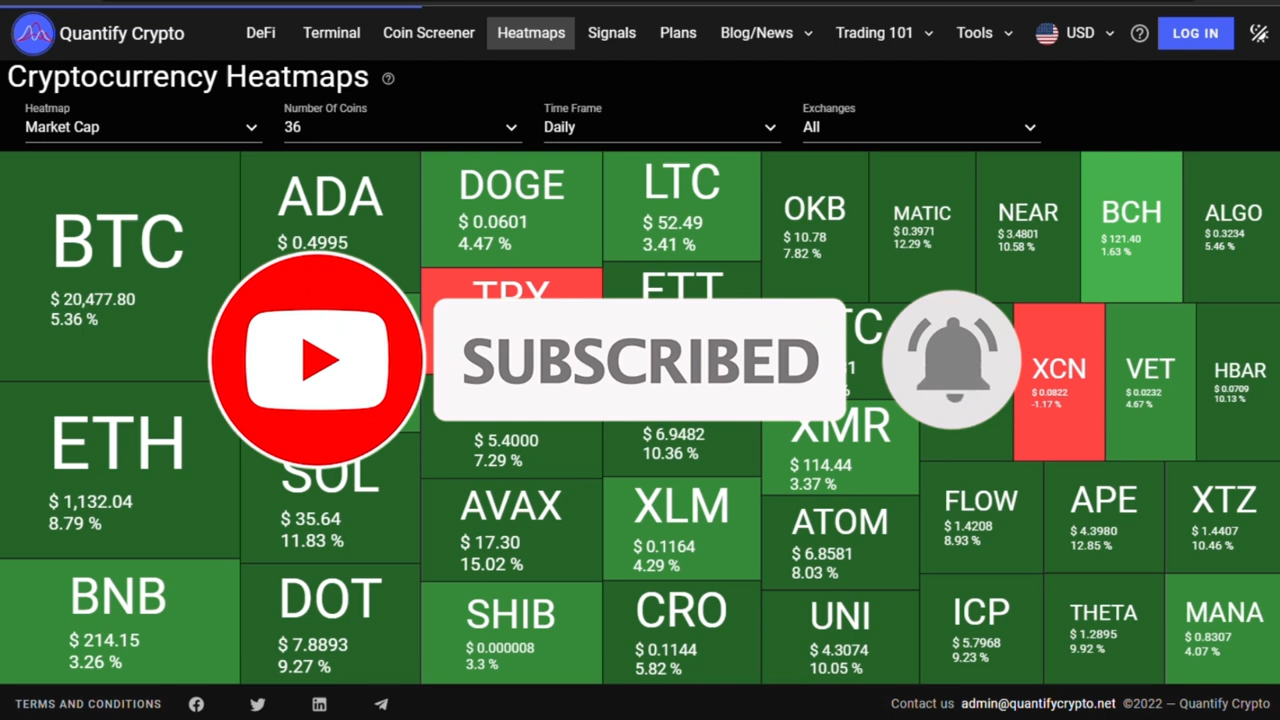 Quantify Crypto
DeFi
Terminal
Coin Screener
Heatmaps
Signals
Plans
Blog/News
Trading 101
Tools
USD
LOG IN
Cryptocurrency Heatmaps
Heatmap
Market Cap
Number Of Coins
36
Time Frame
Daily
Exchanges
All
BTC
$ 20,477.80
5.36 %
ADA
$ 0.4995
DOGE
$ 0.0601
4.47 %
LTC
$ 52.49
3.41 %
OKB
$ 10.78
7.82 %
MATIC
$ 0.3971
12.29 %
NEAR
$ 3.4801
10.58 %
BCH
$ 121.40
1.63 %
ALGO
$ 0.3234
5.46 %
TRX
FTT
SUBSCRIBED
XCN
$ 0.0822
-1.17 %
VET
$ 0.0232
4.67 %
HBAR
$ 0.0709
10.13 %
ETH
$ 1,132.04
8.79 %
SOL
$ 35.64
11.83 %
$ 5.4000
7.29 %
$ 6.9482
10.36 %
XMR
$ 114.44
3.37 %
AVAX
$ 17.30
15.02 %
XLM
$ 0.1164
4.29 %
ATOM
$ 6.8581
8.03 %
FLOW
$ 1.4208
8.93 %
APE
$ 4.3980
12.85 %
XTZ
$ 1.4407
10.46 %
BNB
$ 214.15
3.26 %
DOT
$ 7.8893
9.27 %
SHIB
$ 0.000008
3.3 %
CRO
$ 0.1144
5.82 %
UNI
$ 4.3074
10.05 %
ICP
$ 5.7968
9.23 %
THETA
$ 1.2895
9.92 %
MANA
$ 0.8307
4.07 %
TERMS AND CONDITIONS
Contact us admin@quantifycrypto.net ©2022 — Quantify Crypto